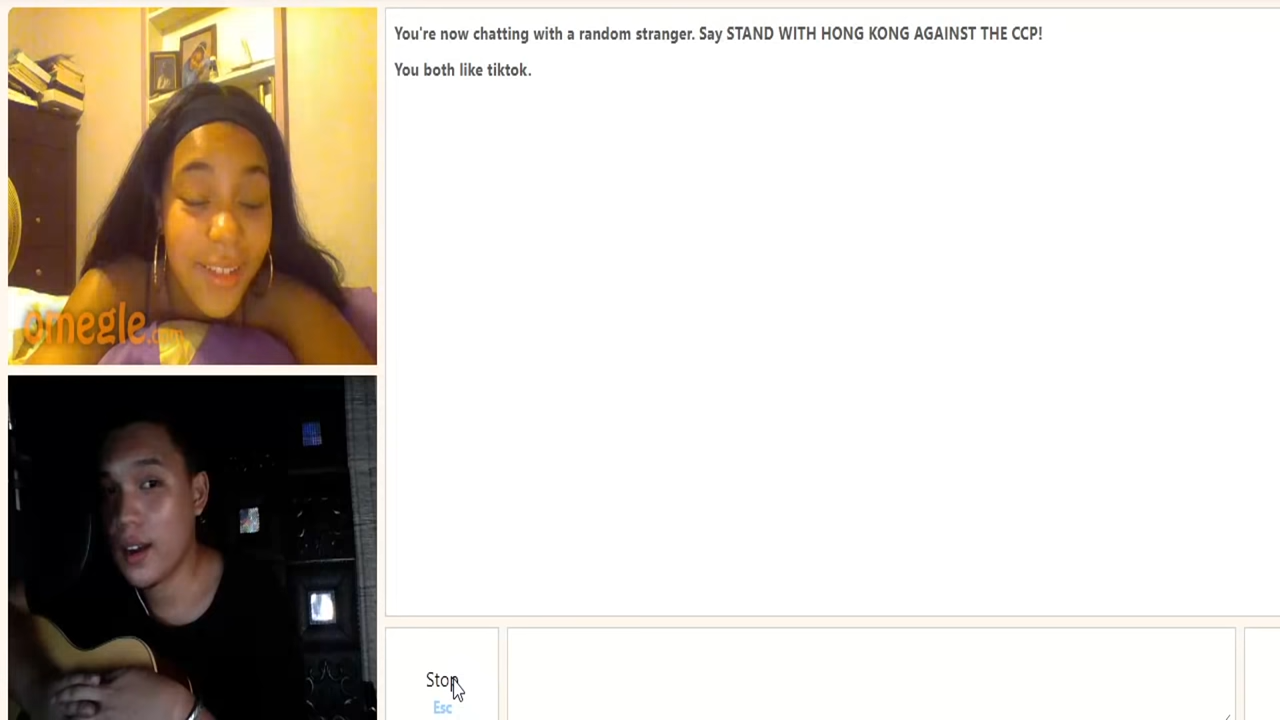 You're now chatting with a random stranger. Say STAND WITH HONG KONG AGAINST THE CCP!
You both like tiktok.
omegle.com
Stop
Esc